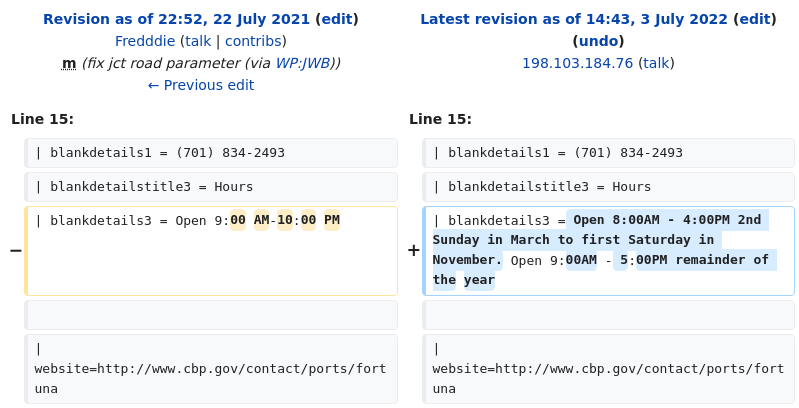 Revision as of 22:52, 22 July 2021 (edit)
Fredddie (talk | contribs)
m (fix jct road parameter (via WP:JWB))
← Previous edit
Latest revision as of 14:43, 3 July 2022 (edit)
(undo)
198.103.184.76 (talk)
Line 15:
Line 15:
| blankdetails1 = (701) 834-2493
| blankdetails1 = (701) 834-2493
| blankdetailstitle3 = Hours
| blankdetailstitle3 = Hours
−
| blankdetails3 = Open 9:00 AM-10:00 PM
+
| blankdetails3 = Open 8:00AM - 4:00PM 2nd
Sunday in March to first Saturday in
November. Open 9:00AM - 5:00PM remainder of
the year
|
website=http://www.cbp.gov/contact/ports/fort
una
|
website=http://www.cbp.gov/contact/ports/fort
una